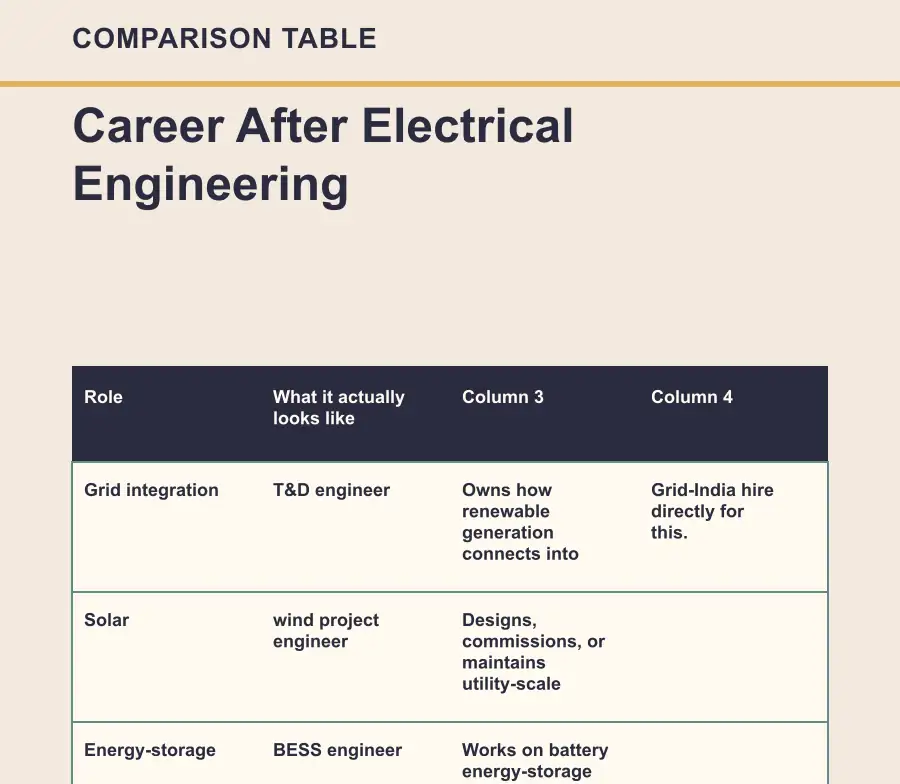 COMPARISON TABLE
Career After Electrical
Engineering
Role
What it actually
looks like
Column 3
Column 4
Grid integration
T&D engineer
Owns how
renewable
generation
connects into
Grid-India hire
directly for
this.
Solar
wind project
engineer
Designs,
commissions, or
maintains
utility-scale
Energy-storage
BESS engineer
Works on battery
energy-storage